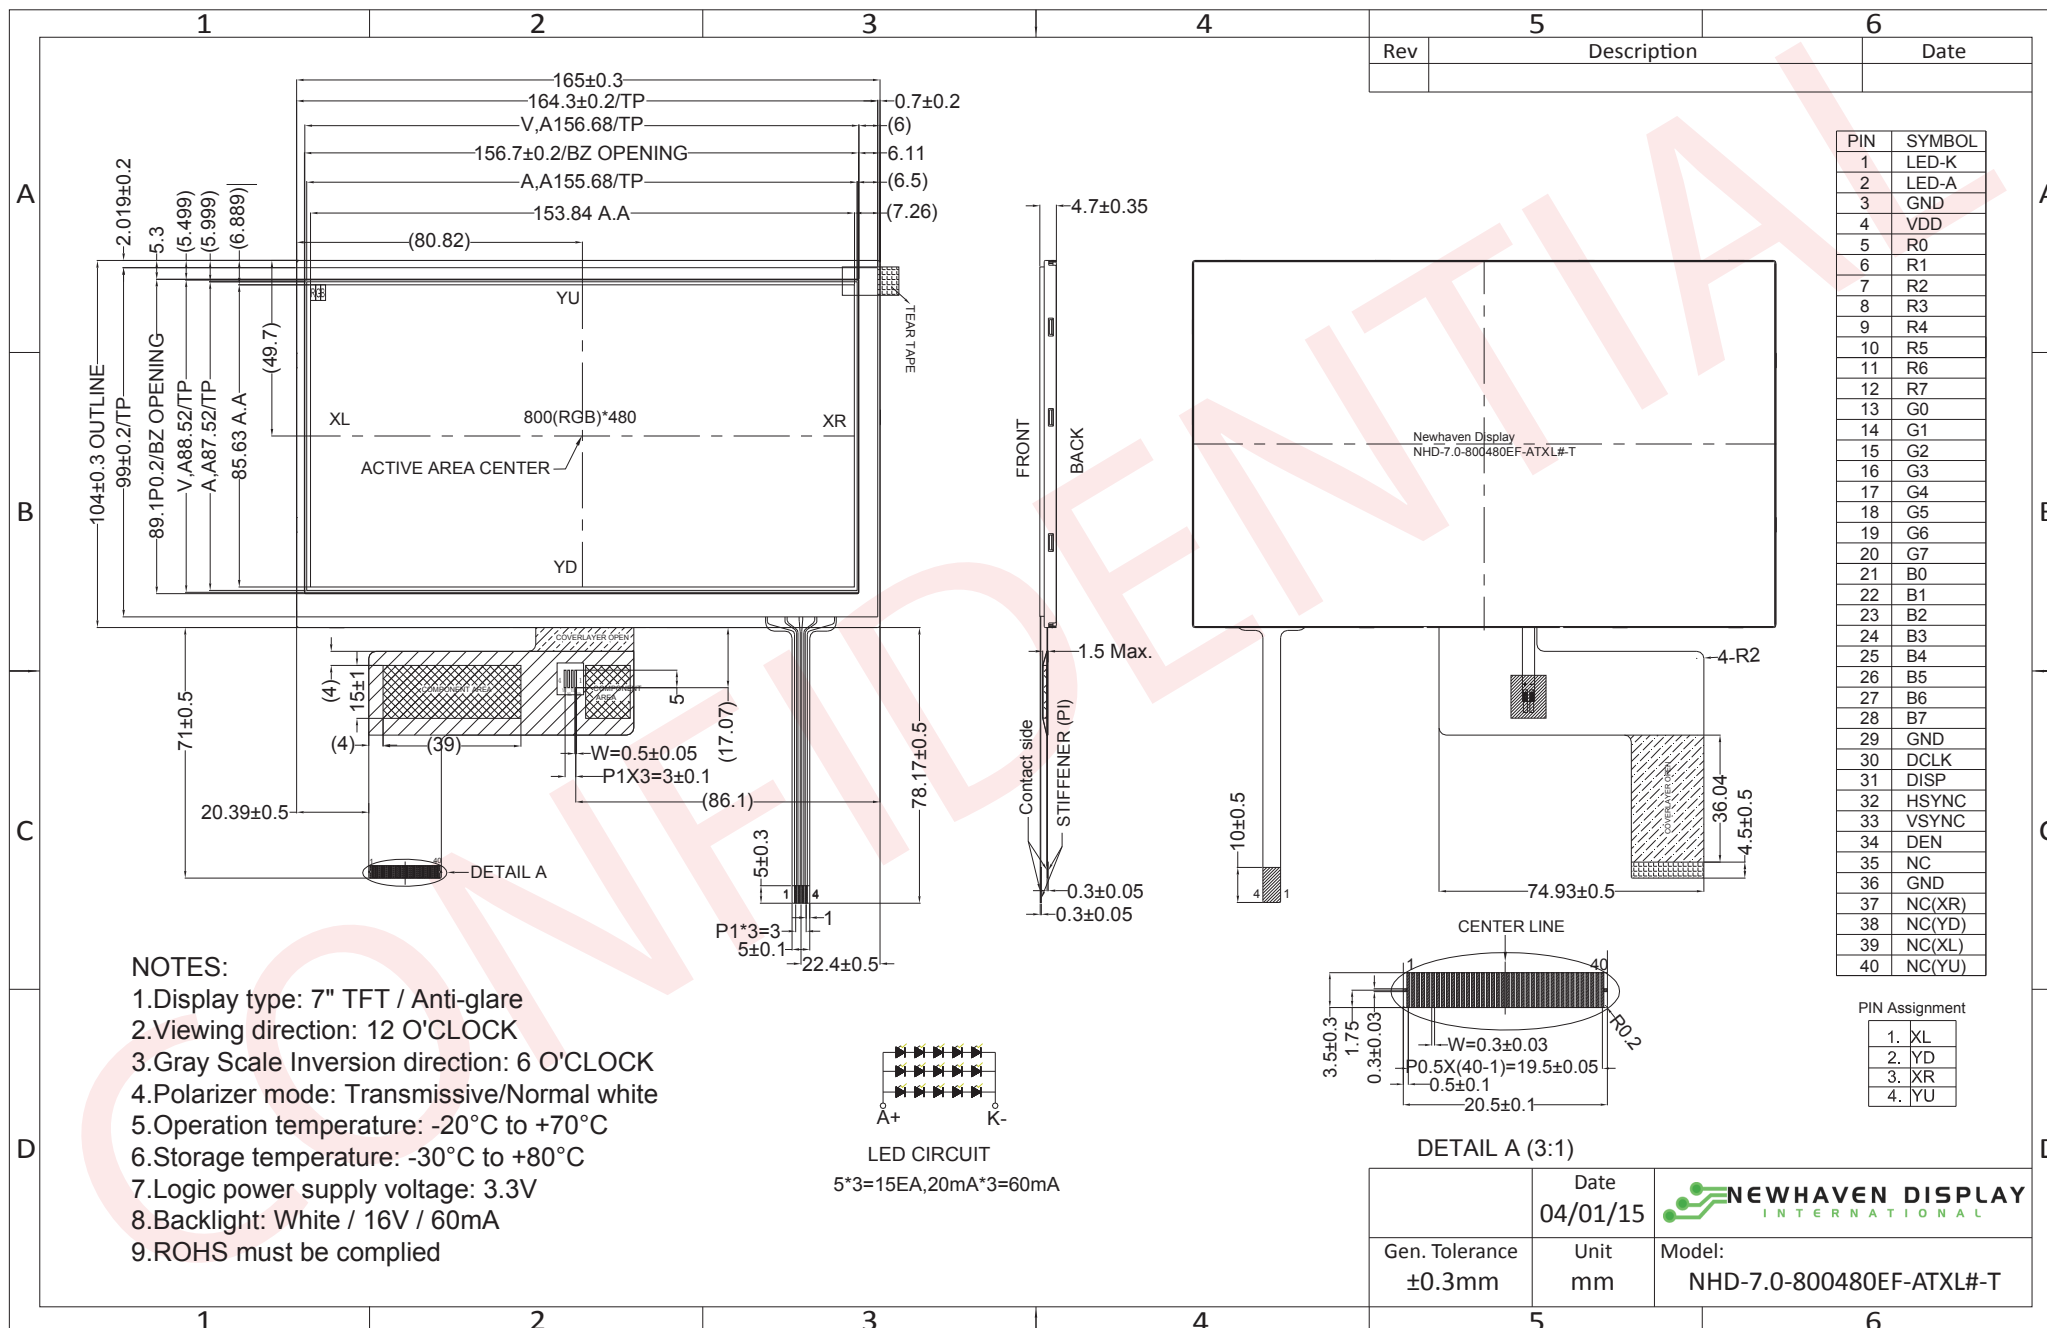 1 2 3 4 5 6
Rev Description Date
165±0.3
164.3±0.2/TP
0.7±0.2
V,A156.68/TP
(6)
156.7±0.2/BZ OPENING
6.11
A,A155.68/TP
(6.5)
153.84 A.A
(7.26)
(80.82)
2.019±0.2
5.3
(5.499)
(5.999)
(6.889)
A
A
4.7±0.35
YU
TEAR TAPE
(49.7)
104±0.3 OUTLINE
99±0.2/TP
89.1P0.2/BZ OPENING
V,A88.52/TP
A,A87.52/TP
85.63 A.A
XL
800(RGB)*480
XR
ACTIVE AREA CENTER
YD
FRONT
BACK
Newhaven Display
NHD-7.0-800480EF-ATXL#-T
B
B
COVERLAYER OPEN
COMPONENT AREA
COMPONENT
AREA
(4)
15±1
71±0.5
(4)
(39)
5
(17.07)
W=0.5±0.05
P1X3=3±0.1
(86.1)
78.17±0.5
20.39±0.5
1 40
DETAIL A
5±0.3
1 4
1
P1*3=3
5±0.1
22.4±0.5
1.5 Max.
Contact side
STIFFENER (PI)
0.3±0.05
0.3±0.05
4-R2
10±0.5
4 1
COVERLAYER OPEN
36.04
4.5±0.5
74.93±0.5
C
C
CENTER LINE
1 40
3.5±0.3
1.75
0.3±0.03
R0.2
W=0.3±0.03
P0.5X(40-1)=19.5±0.05
0.5±0.1
20.5±0.1
DETAIL A (3:1)
PIN SYMBOL
1 LED-K
2 LED-A
3 GND
4 VDD
5 R0
6 R1
7 R2
8 R3
9 R4
10 R5
11 R6
12 R7
13 G0
14 G1
15 G2
16 G3
17 G4
18 G5
19 G6
20 G7
21 B0
22 B1
23 B2
24 B3
25 B4
26 B5
27 B6
28 B7
29 GND
30 DCLK
31 DISP
32 HSYNC
33 VSYNC
34 DEN
35 NC
36 GND
37 NC(XR)
38 NC(YD)
39 NC(XL)
40 NC(YU)
PIN Assignment
1. XL
2. YD
3. XR
4. YU
NOTES:
1.Display type: 7" TFT / Anti-glare
2.Viewing direction: 12 O'CLOCK
3.Gray Scale Inversion direction: 6 O'CLOCK
4.Polarizer mode: Transmissive/Normal white
5.Operation temperature: -20°C to +70°C
6.Storage temperature: -30°C to +80°C
7.Logic power supply voltage: 3.3V
8.Backlight: White / 16V / 60mA
9.ROHS must be complied
A+ K-
LED CIRCUIT
5*3=15EA,20mA*3=60mA
D
D
Date
04/01/15
NEWHAVEN DISPLAY
INTERNATIONAL
Gen. Tolerance
±0.3mm
Unit
mm
Model:
NHD-7.0-800480EF-ATXL#-T
1 2 3 4 5 6
CONFIDENTIAL